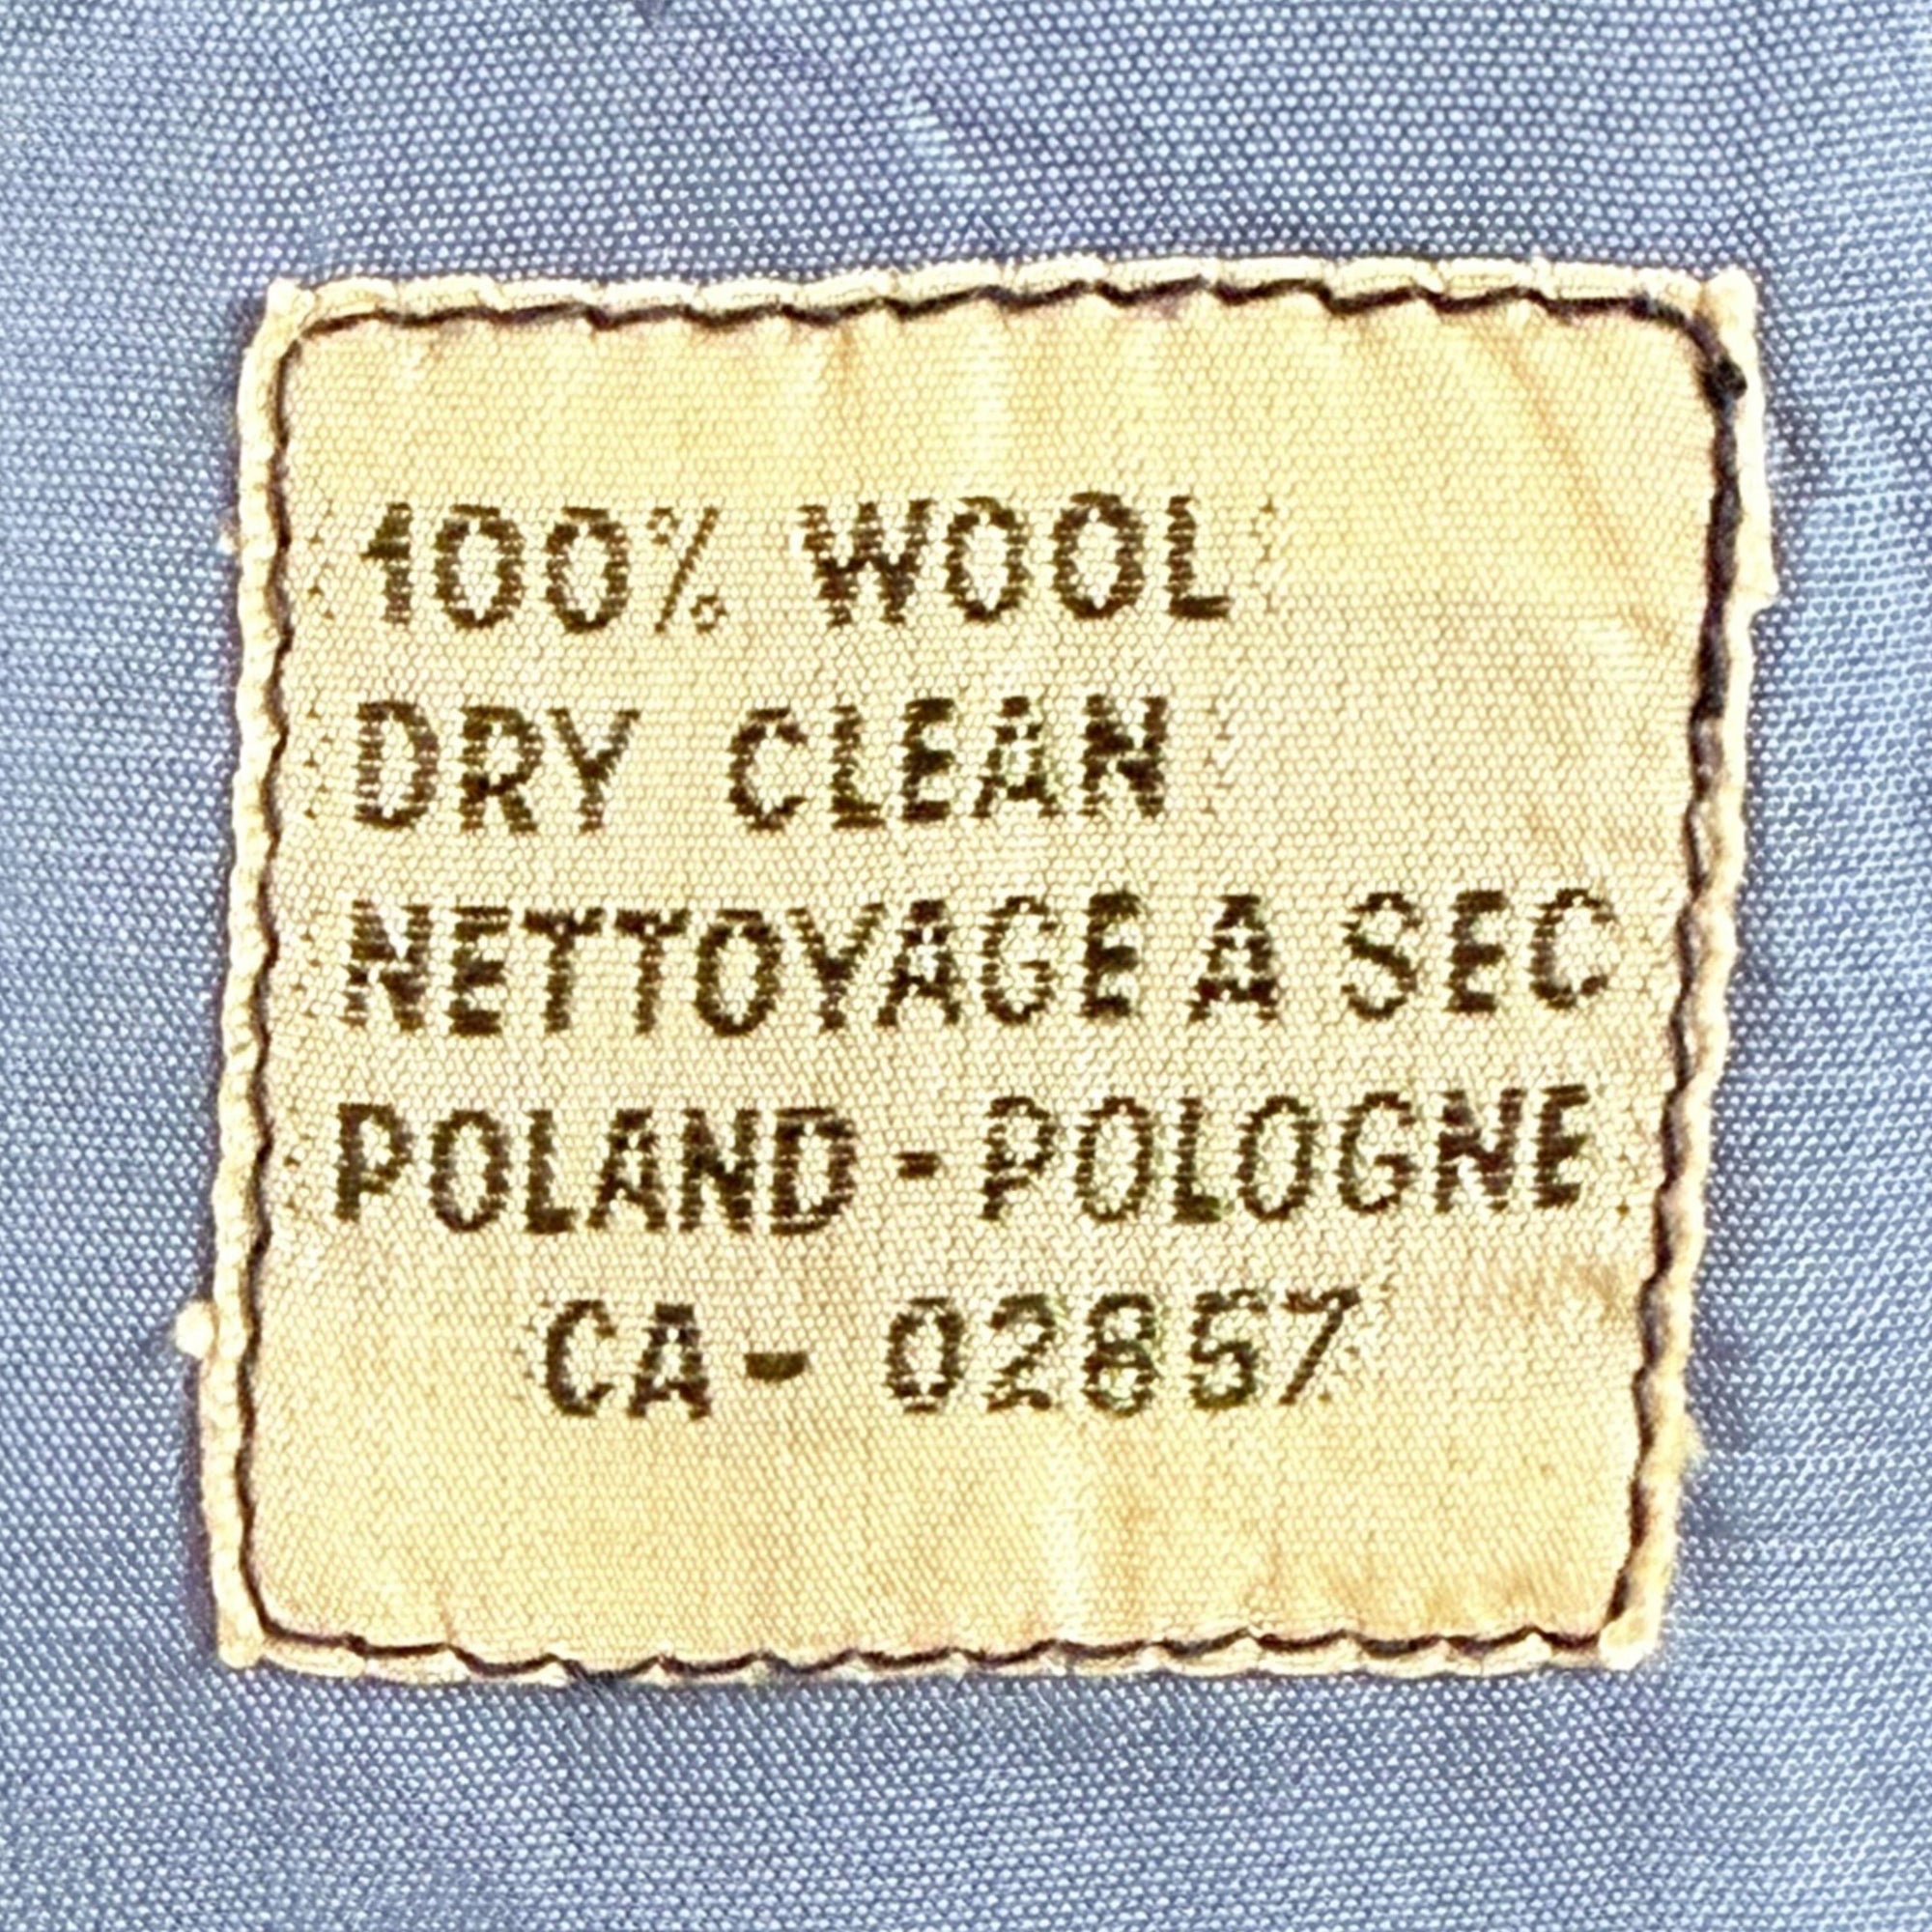 100% WOOL
DRY CLEAN
NETTOYAGE A SEC
POLAND - POLOGNE
CA - 02857